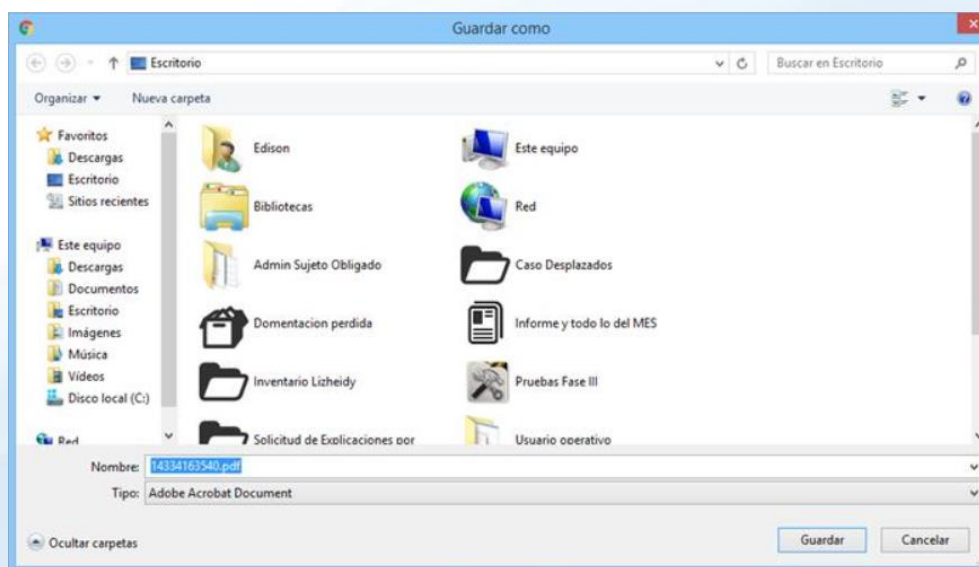 Guardar como
Escritorio
Buscar en Escritorio
Organizar
Nueva carpeta
Favoritos
Descargas
Escritorio
Sitios recientes
Este equipo
Descargas
Documentos
Escritorio
Imágenes
Música
Vídeos
Disco local (C:)
Red
Edison
Este equipo
Bibliotecas
Red
Admin Sujeto Obligado
Caso Desplazados
Domentacion perdida
Informe y todo lo del MES
Inventario Lizheidy
Pruebas Fase III
Solicitud de Explicaciones por
Usuario operativo
Nombre: 14334163540.pdf
Tipo: Adobe Acrobat Document
Ocultar carpetas
Guardar
Cancelar